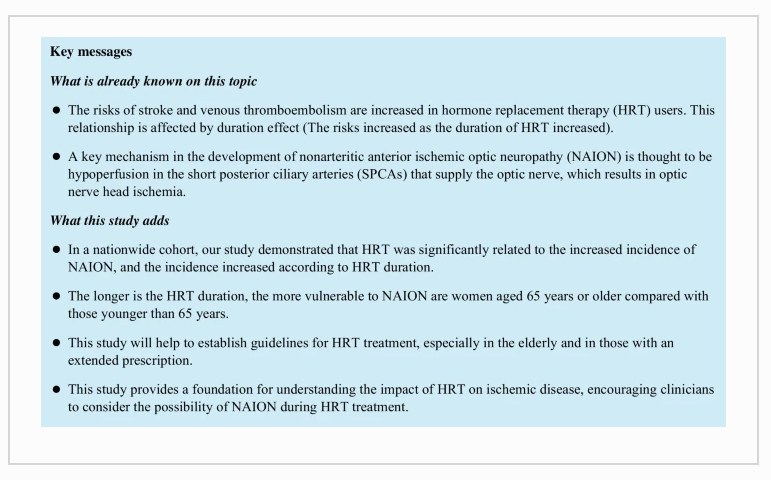 Key messages
What is already known on this topic
● The risks of stroke and venous thromboembolism are increased in hormone replacement therapy (HRT) users. This
relationship is affected by duration effect (The risks increased as the duration of HRT increased).
● A key mechanism in the development of nonarteritic anterior ischemic optic neuropathy (NAION) is thought to be
hypoperfusion in the short posterior ciliary arteries (SPCAs) that supply the optic nerve, which results in optic
nerve head ischemia.
What this study adds
● In a nationwide cohort, our study demonstrated that HRT was significantly related to the increased incidence of
NAION, and the incidence increased according to HRT duration.
● The longer is the HRT duration, the more vulnerable to NAION are women aged 65 years or older compared with
those younger than 65 years.
● This study will help to establish guidelines for HRT treatment, especially in the elderly and in those with an
extended prescription.
● This study provides a foundation for understanding the impact of HRT on ischemic disease, encouraging clinicians
to consider the possibility of NAION during HRT treatment.